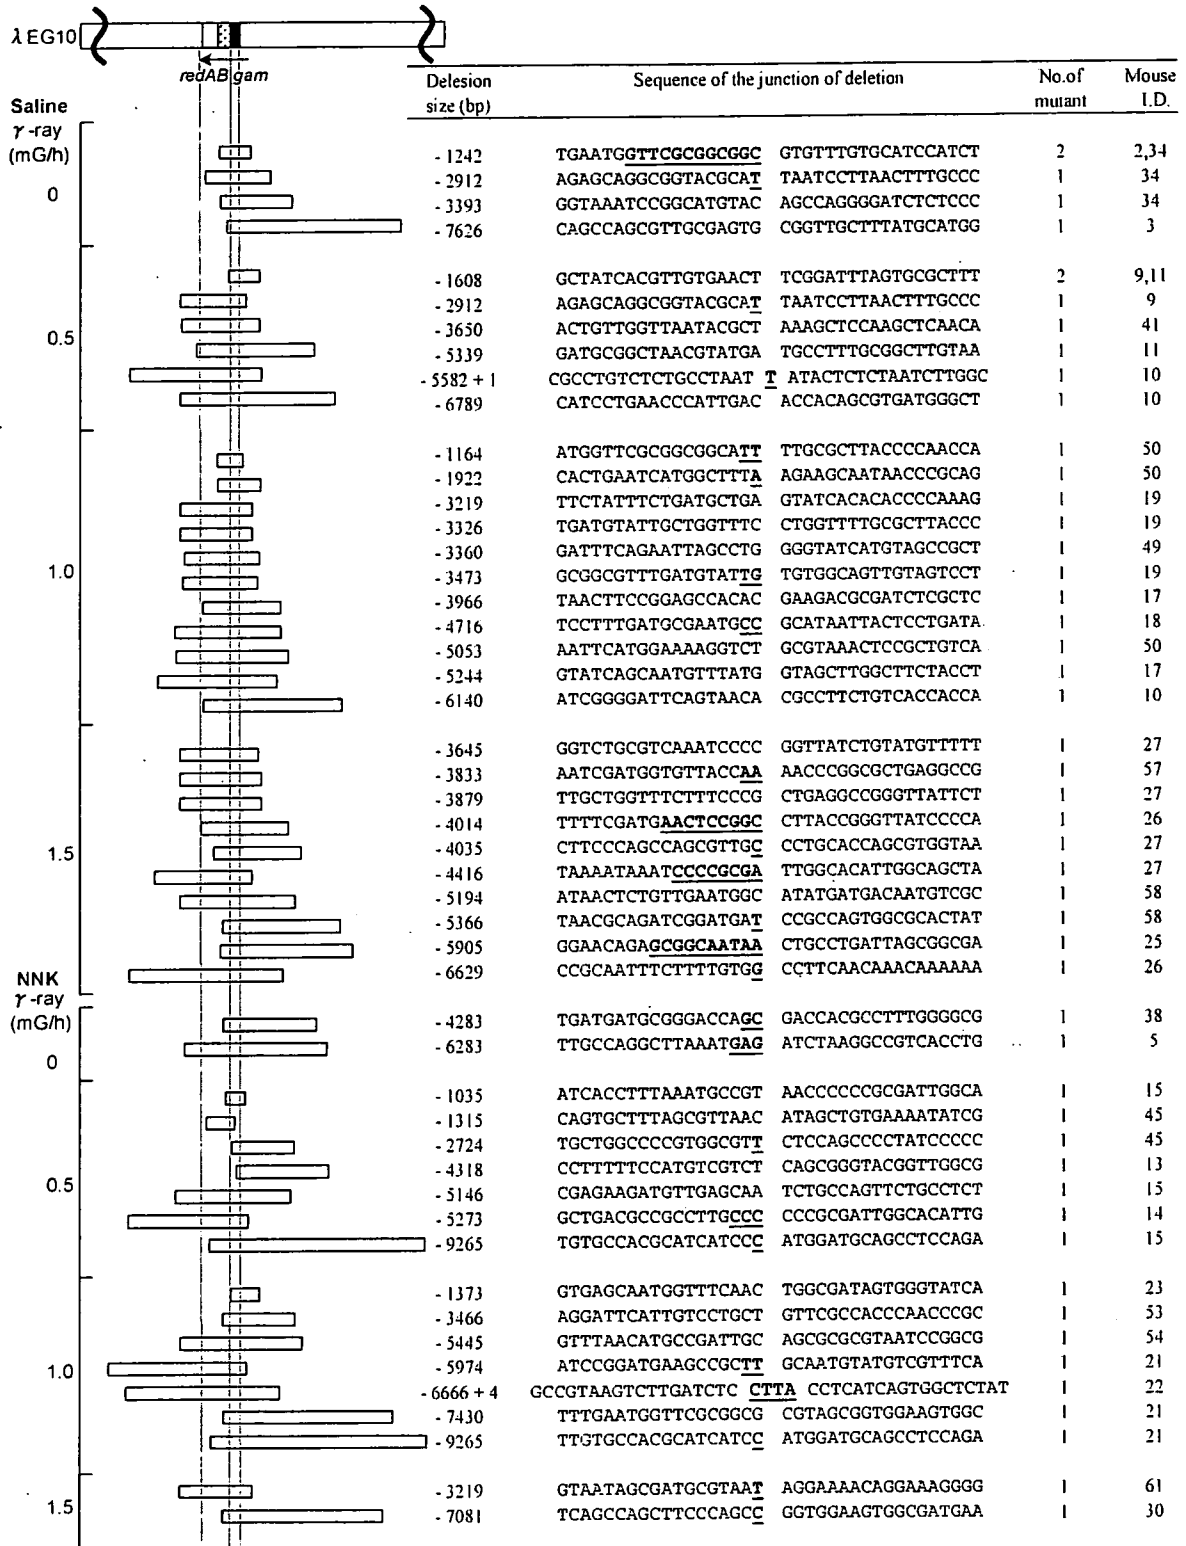 λEG10
redAB gam
Delesion size (bp) Sequence of the junction of deletion No.of mutant Mouse I.D.
Saline
γ-ray
(mG/h)
0
- 1242 TGAATGGTTCGCGGCGGC GTGTTTGTGCATCCATCT 2 2,34
- 2912 AGAGCAGGCGGTACGCAT TAATCCTTAACTTTGCCC 1 34
- 3393 GGTAAATCCGGCATGTAC AGCCAGGGGATCTCTCCC 1 34
- 7626 CAGCCAGCGTTGCGAGTG CGGTTGCTTTATGCATGG 1 3
0.5
- 1608 GCTATCACGTTGTGAACT TCGGATTTAGTGCGCTTT 2 9,11
- 2912 AGAGCAGGCGGTACGCAT TAATCCTTAACTTTGCCC 1 9
- 3650 ACTGTTGGTTAATACGCT AAAGCTCCAAGCTCAACA 1 41
- 5339 GATGCGGCTAACGTATGA TGCCTTTGCGGCTTGTAA 1 11
- 5582 + 1 CGCCTGTCTCTGCCTAAT T ATACTCTCTAATCTTGGC 1 10
- 6789 CATCCTGAACCCATTGAC ACCACAGCGTGATGGGCT 1 10
1.0
- 1164 ATGGTTCGCGGCGGCATT TTGCGCTTACCCCAACCA 1 50
- 1922 CACTGAATCATGGCTTTA AGAAGCAATAACCCGCAG 1 50
- 3219 TTCTATTTCTGATGCTGA GTATCACACACCCCAAAG 1 19
- 3326 TGATGTATTGCTGGTTTC CTGGTTTTGCGCTTACCC 1 19
- 3360 GATTTCAGAATTAGCCTG GGGTATCATGTAGCCGCT 1 49
- 3473 GCGGCGTTTGATGTATTG TGTGGCAGTTGTAGTCCT 1 19
- 3966 TAACTTCCGGAGCCACAC GAAGACGCGATCTCGCTC 1 17
- 4716 TCCTTTGATGCGAATGCC GCATAATTACTCCTGATA 1 18
- 5053 AATTCATGGAAAAGGTCT GCGTAAACTCCGCTGTCA 1 50
- 5244 GTATCAGCAATGTTTATG GTAGCTTGGCTTCTACCT 1 17
- 6140 ATCGGGGATTCAGTAACA CGCCTTCTGTCACCACCA 1 10
1.5
- 3645 GGTCTGCGTCAAATCCCC GGTTATCTGTATGTTTTT 1 27
- 3833 AATCGATGGTGTTACCAA AACCCGGCGCTGAGGCCG 1 57
- 3879 TTGCTGGTTTCTTTCCCG CTGAGGCCGGGTTATTCT 1 27
- 4014 TTTTCGATGAACTCCGGC CTTACCGGGTTATCCCCA 1 26
- 4035 CTTCCCAGCCAGCGTTGC CCTGCACCAGCGTGGTAA 1 27
- 4416 TAAAATAAATCCCCGCGA TTGGCACATTGGCAGCTA 1 27
- 5194 ATAACTCTGTTGAATGGC ATATGATGACAATGTCGC 1 58
- 5366 TAACGCAGATCGGATGAT CCGCCAGTGGCGCACTAT 1 58
- 5905 GGAACAGAGCGGCAATAA CTGCCTGATTAGCGGCGA 1 25
- 6629 CCGCAATTTCTTTTGTGG CCTTCAACAAACAAAAAA 1 26
NNK
γ-ray
(mG/h)
0
- 4283 TGATGATGCGGGACCAGC GACCACGCCTTTGGGGCG 1 38
- 6283 TTGCCAGGCTTAAATGAG ATCTAAGGCCGTCACCTG 1 5
0.5
- 1035 ATCACCTTTAAATGCCGT AACCCCCCGCGATTGGCA 1 15
- 1315 CAGTGCTTTAGCGTTAAC ATAGCTGTGAAAATATCG 1 45
- 2724 TGCTGGCCCCGTGGCGTT CTCCAGCCCCTATCCCCC 1 45
- 4318 CCTTTTTCCATGTCGTCT CAGCGGGTACGGTTGGCG 1 13
- 5146 CGAGAAGATGTTGAGCAA TCTGCCAGTTCTGCCTCT 1 15
- 5273 GCTGACGCCGCCTTGCCC CCCGCGATTGGCACATTG 1 14
- 9265 TGTGCCACGCATCATCCC ATGGATGCAGCCTCCAGA 1 15
1.0
- 1373 GTGAGCAATGGTTTCAAC TGGCGATAGTGGGTATCA 1 23
- 3466 AGGATTCATTGTCCTGCT GTTCGCCACCCAACCCGC 1 53
- 5445 GTTTAACATGCCGATTGC AGCGCGCGTAATCCGGCG 1 54
- 5974 ATCCGGATGAAGCCGCTT GCAATGTATGTCGTTTCA 1 21
- 6666 + 4 GCCGTAAGTCTTGATCTC CTTA CCTCATCAGTGGCTCTAT 1 22
- 7430 TTTGAATGGTTCGCGGCG CGTAGCGGTGGAAGTGGC 1 21
- 9265 TTGTGCCACGCATCATCC ATGGATGCAGCCTCCAGA 1 21
1.5
- 3219 GTAATAGCGATGCGTAAT AGGAAAACAGGAAAGGGG 1 61
- 7081 TCAGCCAGCTTCCCAGCC GGTGGAAGTGGCGATGAA 1 30